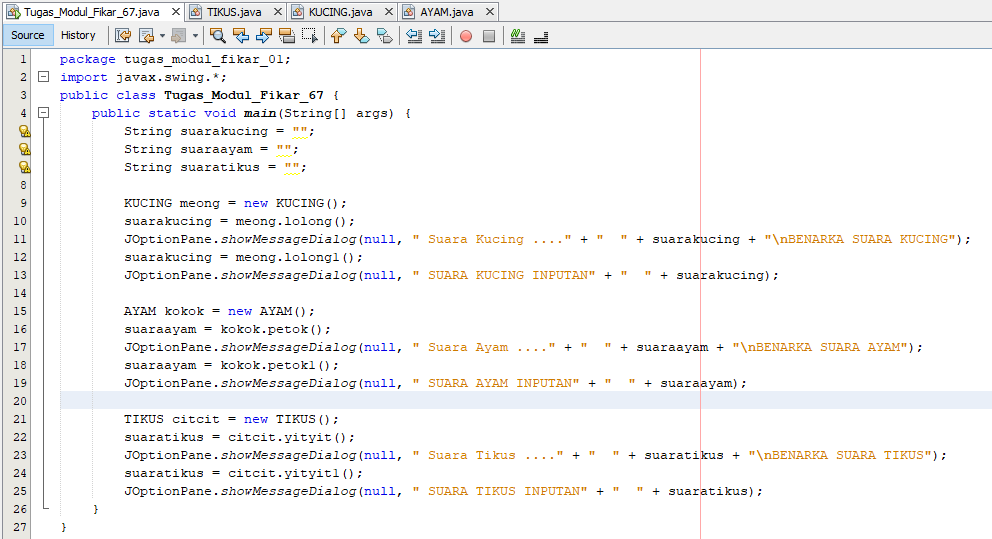 Tugas_Modul_Fikar_67.java TIKUS.java KUCING.java AYAM.java
Source History
1 package tugas_modul_fikar_01;
2 import javax.swing.*;
3 public class Tugas_Modul_Fikar_67 {
4 public static void main(String[] args) {
String suarakucing = "";
String suaraayam = "";
String suaratikus = "";
8
9 KUCING meong = new KUCING();
10 suarakucing = meong.lolong();
11 JOptionPane.showMessageDialog(null, " Suara Kucing ...." + "  " + suarakucing + "\nBENARKA SUARA KUCING");
12 suarakucing = meong.lolong1();
13 JOptionPane.showMessageDialog(null, " SUARA KUCING INPUTAN" + "  " + suarakucing);
14
15 AYAM kokok = new AYAM();
16 suaraayam = kokok.petok();
17 JOptionPane.showMessageDialog(null, " Suara Ayam ...." + "  " + suaraayam + "\nBENARKA SUARA AYAM");
18 suaraayam = kokok.petok1();
19 JOptionPane.showMessageDialog(null, " SUARA AYAM INPUTAN" + "  " + suaraayam);
20
21 TIKUS citcit = new TIKUS();
22 suaratikus = citcit.yityit();
23 JOptionPane.showMessageDialog(null, " Suara Tikus ...." + "  " + suaratikus + "\nBENARKA SUARA TIKUS");
24 suaratikus = citcit.yityit1();
25 JOptionPane.showMessageDialog(null, " SUARA TIKUS INPUTAN" + "  " + suaratikus);
26 }
27 }